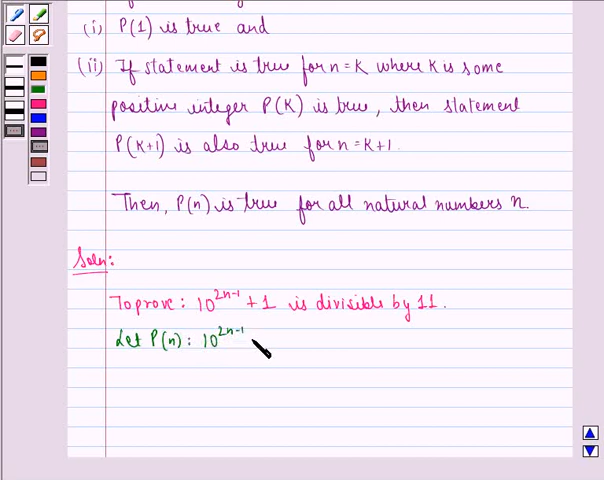 (i) P(1) is true and
(ii) If statement is true for n=K where K is some
positive integer P(K) is true, then statement
P(K+1) is also true for n=K+1.
Then, P(n) is true for all natural numbers n.
Soln:
To prove: 10^{2n-1} + 1 is divisible by 11.
Let P(n): 10^{2n-1}